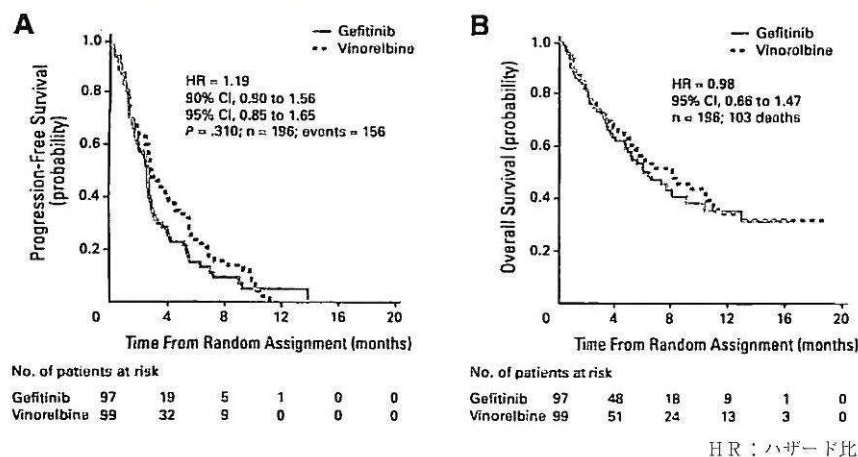 A
Gefitinib
Vinorelbine
HR = 1.19
90% CI, 0.90 to 1.56
95% CI, 0.85 to 1.65
P = .310; n = 196; events = 156
Progression-Free Survival
(probability)
1.0
0.8
0.6
0.4
0.2
0 4 8 12 16 20
Time From Random Assignment (months)
No. of patients at risk
Gefitinib 97 19 5 1 0 0
Vinorelbine 99 32 9 0 0 0
B
Gefitinib
Vinorelbine
HR = 0.98
95% CI, 0.66 to 1.47
n = 196; 103 deaths
Overall Survival (probability)
1.0
0.8
0.6
0.4
0.2
0 4 8 12 16 20
Time From Random Assignment (months)
No. of patients at risk
Gefitinib 97 48 18 9 1 0
Vinorelbine 99 51 24 13 3 0
HR：ハザード比